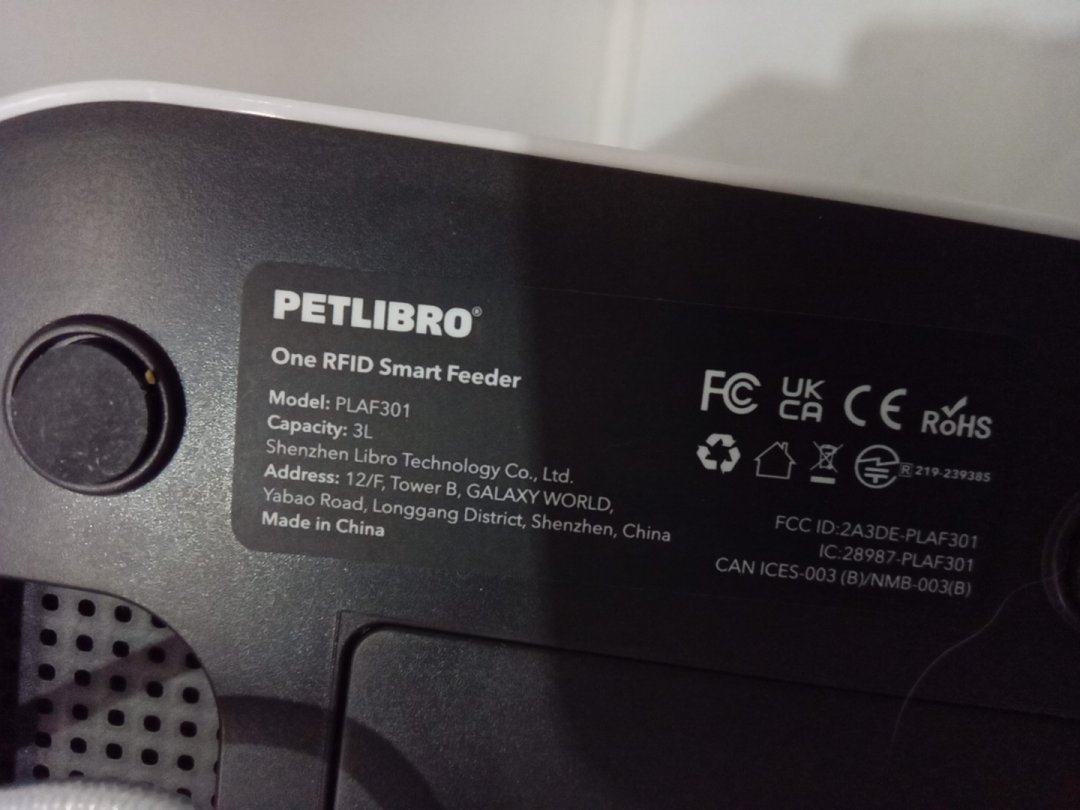 PETLIBRO®
One RFID Smart Feeder
Model: PLAF301
Capacity: 3L
Shenzhen Libro Technology Co., Ltd.
Address: 12/F, Tower B, GALAXY WORLD,
Yabao Road, Longgang District, Shenzhen, China
Made in China
FC UK CA CE RoHS
R 219-239385
FCC ID:2A3DE-PLAF301
IC:28987-PLAF301
CAN ICES-003 (B)/NMB-003(B)